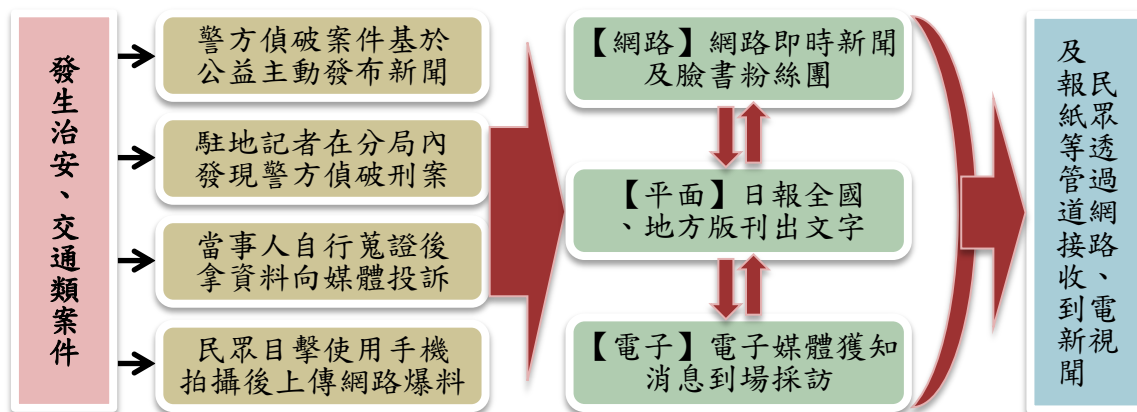 發生治安、交通類案件
警方偵破案件基於
公益主動發布新聞
駐地記者在分局內
發現警方偵破刑案
當事人自行蒐證後
拿資料向媒體投訴
民眾目擊使用手機
拍攝後上傳網路爆料
【網路】網路即時新聞
及臉書粉絲團
【平面】日報全國
、地方版刊出文字
【電子】電子媒體獲知
消息到場採訪
民眾透過網路、電視
及報紙等管道接收到新聞